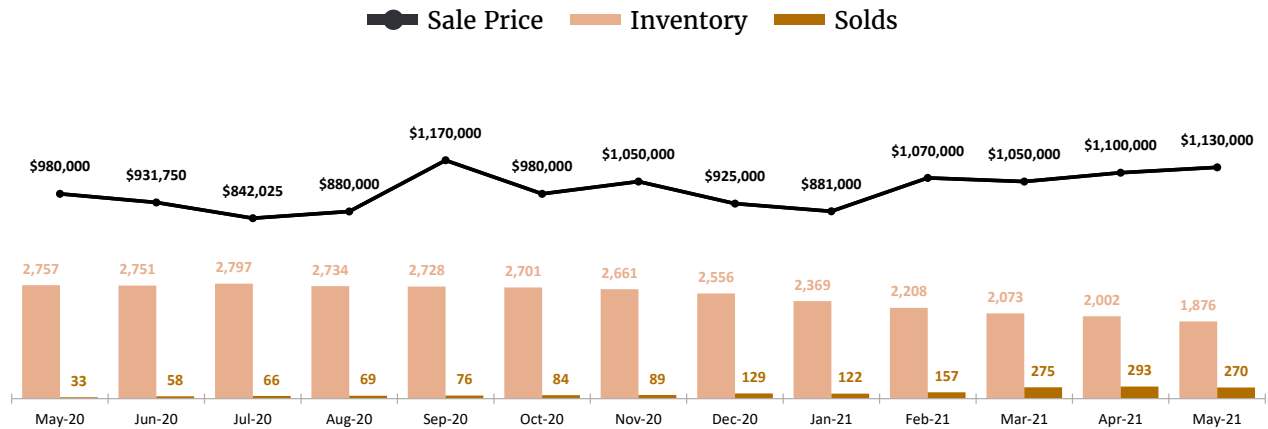 Sale Price Inventory Solds
$980,000 $931,750 $842,025 $880,000 $1,170,000 $980,000 $1,050,000 $925,000 $881,000 $1,070,000 $1,050,000 $1,100,000 $1,130,000
2,757 2,751 2,797 2,734 2,728 2,701 2,661 2,556 2,369 2,208 2,073 2,002 1,876
33 58 66 69 76 84 89 129 122 157 275 293 270
May-20 Jun-20 Jul-20 Aug-20 Sep-20 Oct-20 Nov-20 Dec-20 Jan-21 Feb-21 Mar-21 Apr-21 May-21